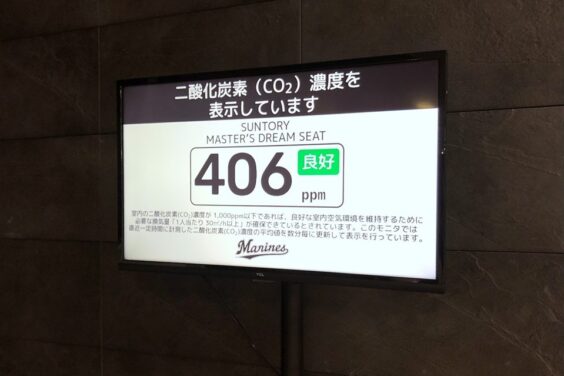 二酸化炭素（CO₂）濃度を
表示しています
SUNTORY
MASTER'S DREAM SEAT
406 良好
ppm
室内の二酸化炭素(CO₂)濃度が 1,000ppm以下であれば、良好な室内空気環境を維持するために
必要な換気量「1人当たり 30㎥/h以上」が確保できているとされています。このモニタでは
直近一定時間に計測した二酸化炭素(CO₂)濃度の平均値を数分毎に更新して表示を行っています。
Marines
TCL